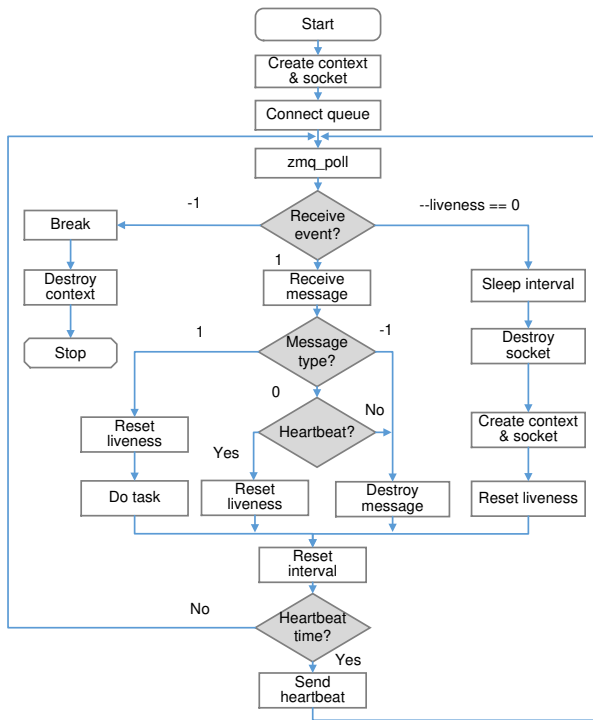 Start
Create context
& socket
Connect queue
zmq_poll
-1
Receive
event?
--liveness == 0
Break
1
Receive
message
Sleep interval
Destroy
context
Stop
1
Message
type?
-1
Destroy
socket
0
No
Reset
liveness
Heartbeat?
Create context
& socket
Yes
Do task
Reset
liveness
Destroy
message
Reset liveness
Reset
interval
No
Heartbeat
time?
Yes
Send
heartbeat